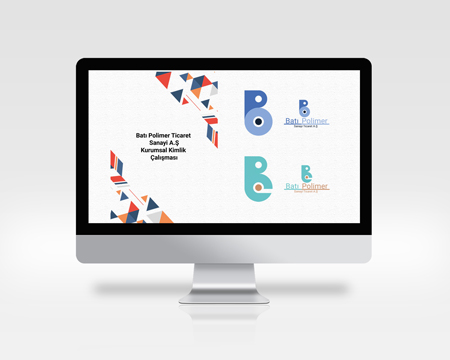 Batı Polimer Ticaret
Sanayi A.Ş
Kurumsal Kimlik
Çalışması
Batı Polimer
Sanayi Ticaret A.Ş.
Batı Polimer
Sanayi Ticaret A.Ş.